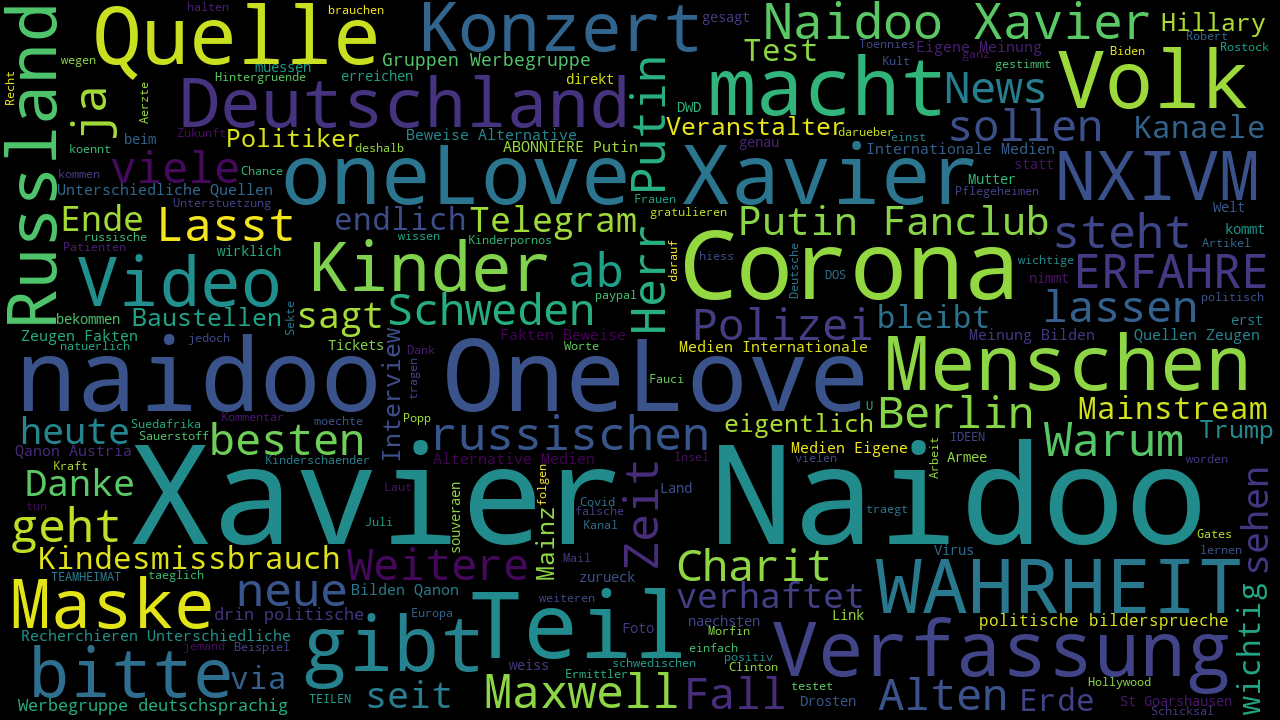 halten
brauchen
Quelle
Konzert
gesagt
Naidoo Xavier
Hillary
Russland
wegen
Gruppen Werbegruppe
Test
Toennies
Eigene Meinung
Robert
Biden
Rostock
muessen
Kult
ganz
gestimmt
Recht
ja
Aerzte
Hintergruende
erreichen
direkt
Putin
macht
News
Volk
Deutschland
DWD
Zukunft
beim
Politiker
Beweise Alternative
Veranstalter
darueber
einst
sollen
Kanaele
koennt
deshalb
ABONNIERE Putin
genau
Internationale Medien
viele
Chance
oneLove
Xavier
statt
NXIVM
kommen
Unterschiedliche Quellen
Mutter
Pflegeheimen
Unterstuetzung
Frauen
Ende
Lasst
endlich
Telegram
gratulieren
Putin Fanclub
steht
Welt
russische
wissen
Kinderpornos
Herr
darauf
kommt
Patienten
wirklich
Kinder
ab
hiess
Corona
Deutsche
DOS
wichtige
Artikel
Video
nimmt
ERFAHRE
Sekte
paypal
bekommen
Baustellen
sagt
Schweden
Polizei
bleibt
lassen
politisch
erst
Zeugen Fakten
jedoch
Fakten Beweise
Meinung Bilden
Quellen Zeugen
natuerlich
Tickets
Interview
Dank
Worte
Medien Internationale
naidoo
OneLove
tragen
Fauci
Menschen
U
Mainstream
Suedafrika
Kommentar
moechte
Popp
eigentlich
Berlin
heute
Sauerstoff
besten
russischen
IDEEN
Warum
Trump
Qanon Austria
Medien Eigene
Kraft
Kinderschaender
Alternative Medien
Insel
vielen
Arbeit
Armee
worden
Danke
Xavier
Naidoo
Laut
souveraen
folgen
Zeit
Land
sehen
tun
Covid
falsche
traegt
geht
Juli
Kanal
Gates
Kindesmissbrauch
Weitere
Mainz
Mail
Charit
Virus
lernen
TEAMHEIMAT
taeglich
zurueck
Maske
neue
Bilden Qanon
weiteren
verhaftet
WAHRHEIT
wichtig
drin politische
Europa
Teil
Link
naechsten
politische bildersprueche
Recherchieren Unterschiedliche
gibt
Foto
Morfin
Verfassung
jemand
Beispiel
einfach
bitte
via
weiss
schwedischen
positiv
Ermittler
Clinton
Hollywood
TEILEN
seit
Maxwell
Fall
testet
Alten
Erde
Werbegruppe deutschsprachig
Drosten
St Goarshausen
Schicksal